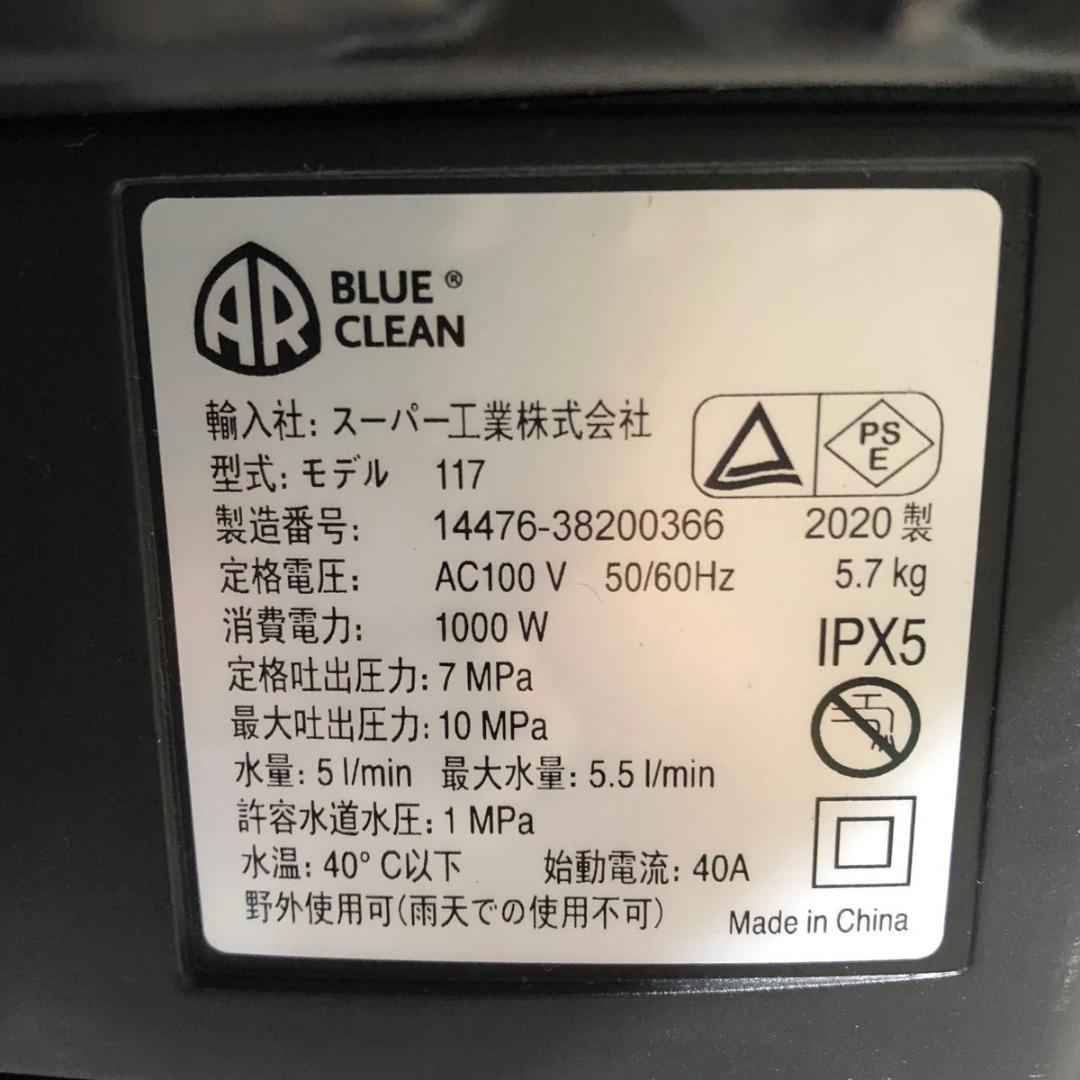 AR BLUE ®
CLEAN
輸入社: スーパー工業株式会社
PS
E
型式: モデル 117
製造番号: 14476-38200366 2020 製
定格電圧: AC100 V 50/60Hz 5.7 kg
消費電力: 1000 W IPX5
定格吐出圧力: 7 MPa
最大吐出圧力: 10 MPa
水量: 5 l/min 最大水量: 5.5 l/min
許容水道水圧: 1 MPa
水温: 40° C以下 始動電流: 40A
野外使用可(雨天での使用不可) Made in China